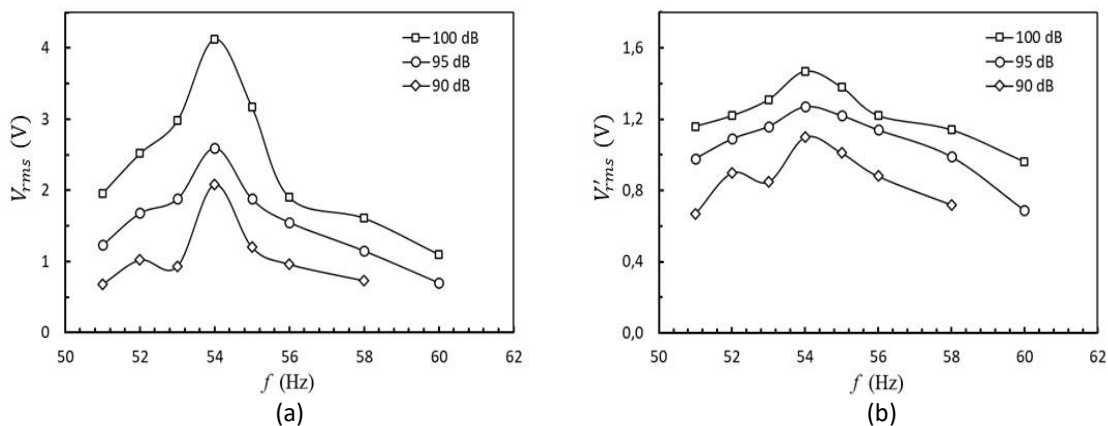 4
3
2
1
0
V_rms (V)
100 dB
95 dB
90 dB
50 52 54 56 58 60 62
f (Hz)
(a)
1,6
1,2
0,8
0,4
0,0
V'_rms (V)
100 dB
95 dB
90 dB
50 52 54 56 58 60 62
f (Hz)
(b)